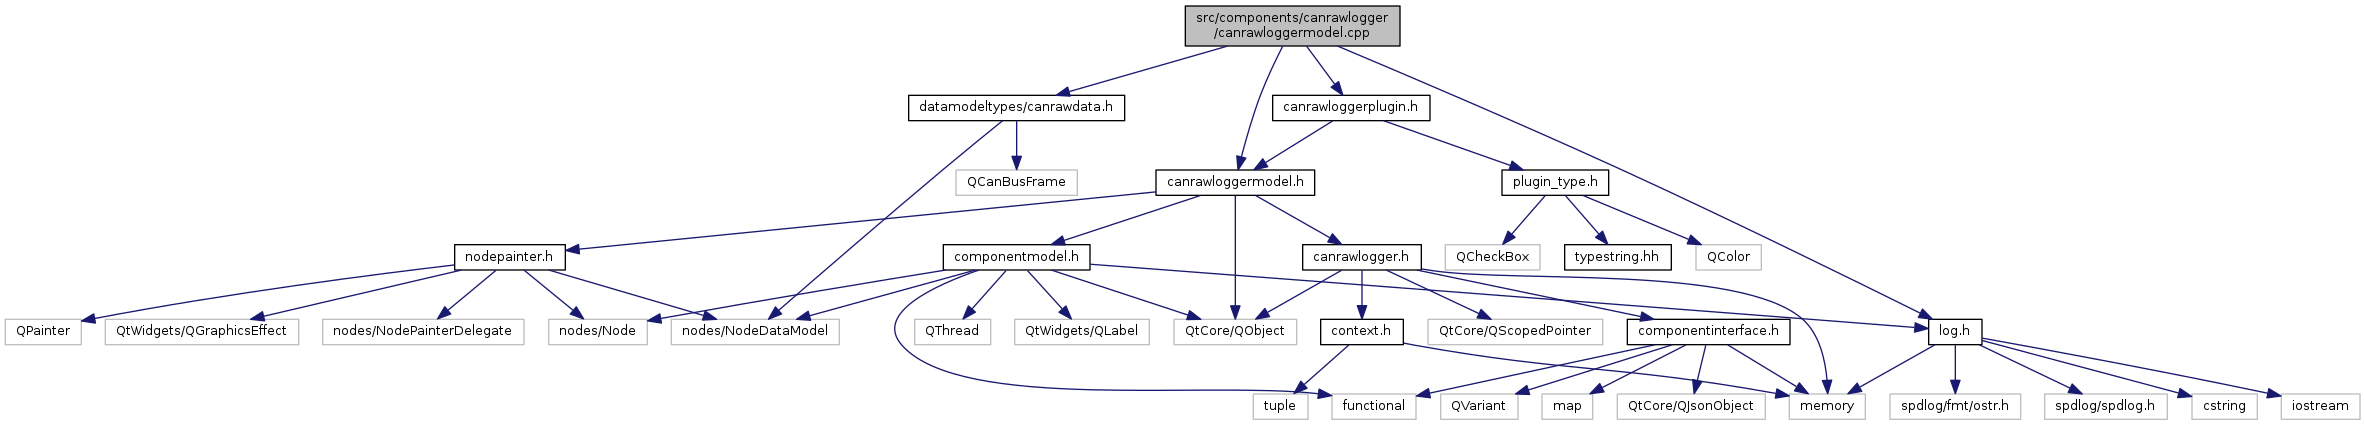 src/components/canrawlogger
/canrawloggermodel.cpp
datamodeltypes/canrawdata.h
canrawloggerplugin.h
QCanBusFrame
canrawloggermodel.h
plugin_type.h
nodepainter.h
componentmodel.h
canrawlogger.h
QCheckBox
typestring.hh
QColor
QPainter
QtWidgets/QGraphicsEffect
nodes/NodePainterDelegate
nodes/Node
nodes/NodeDataModel
QThread
QtWidgets/QLabel
QtCore/QObject
context.h
QtCore/QScopedPointer
componentinterface.h
log.h
tuple
functional
QVariant
map
QtCore/QJsonObject
memory
spdlog/fmt/ostr.h
spdlog/spdlog.h
cstring
iostream